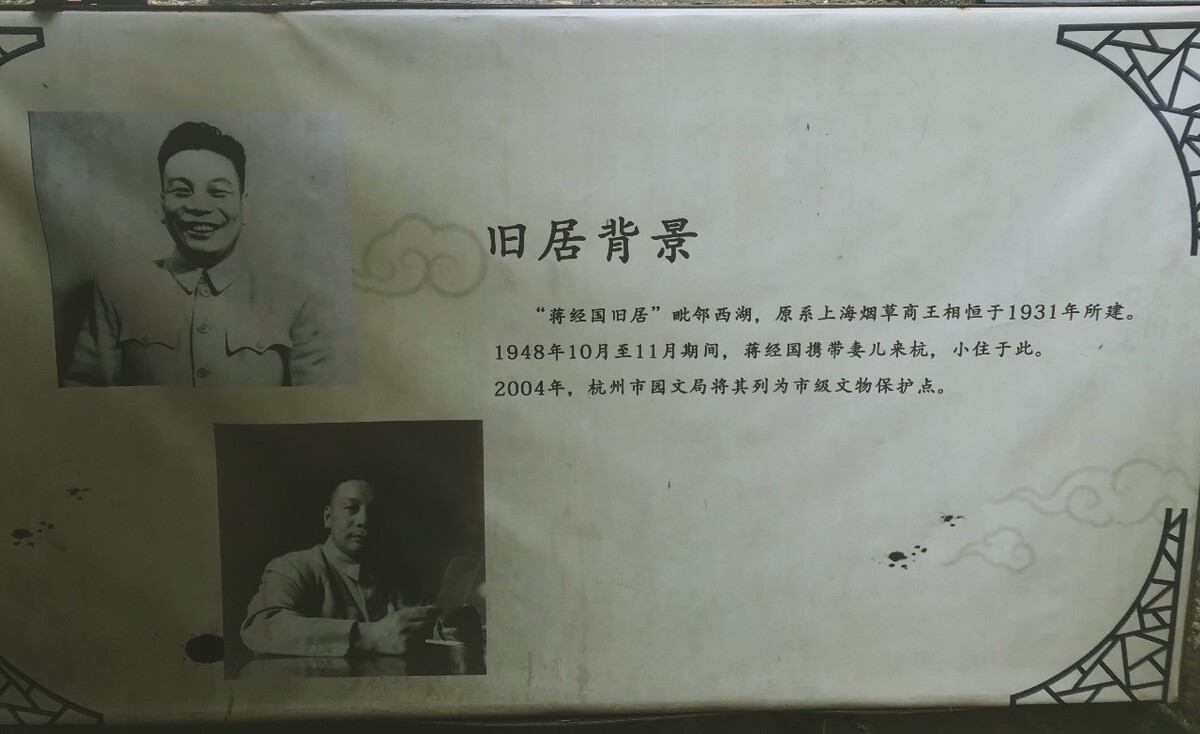 旧居背景
“蒋经国旧居”毗邻西湖，原系上海烟草商王相恒于1931年所建。
1948年10月至11月期间，蒋经国携带妻儿来杭，小住于此。
2004年，杭州市园文局将其列为市级文物保护点。